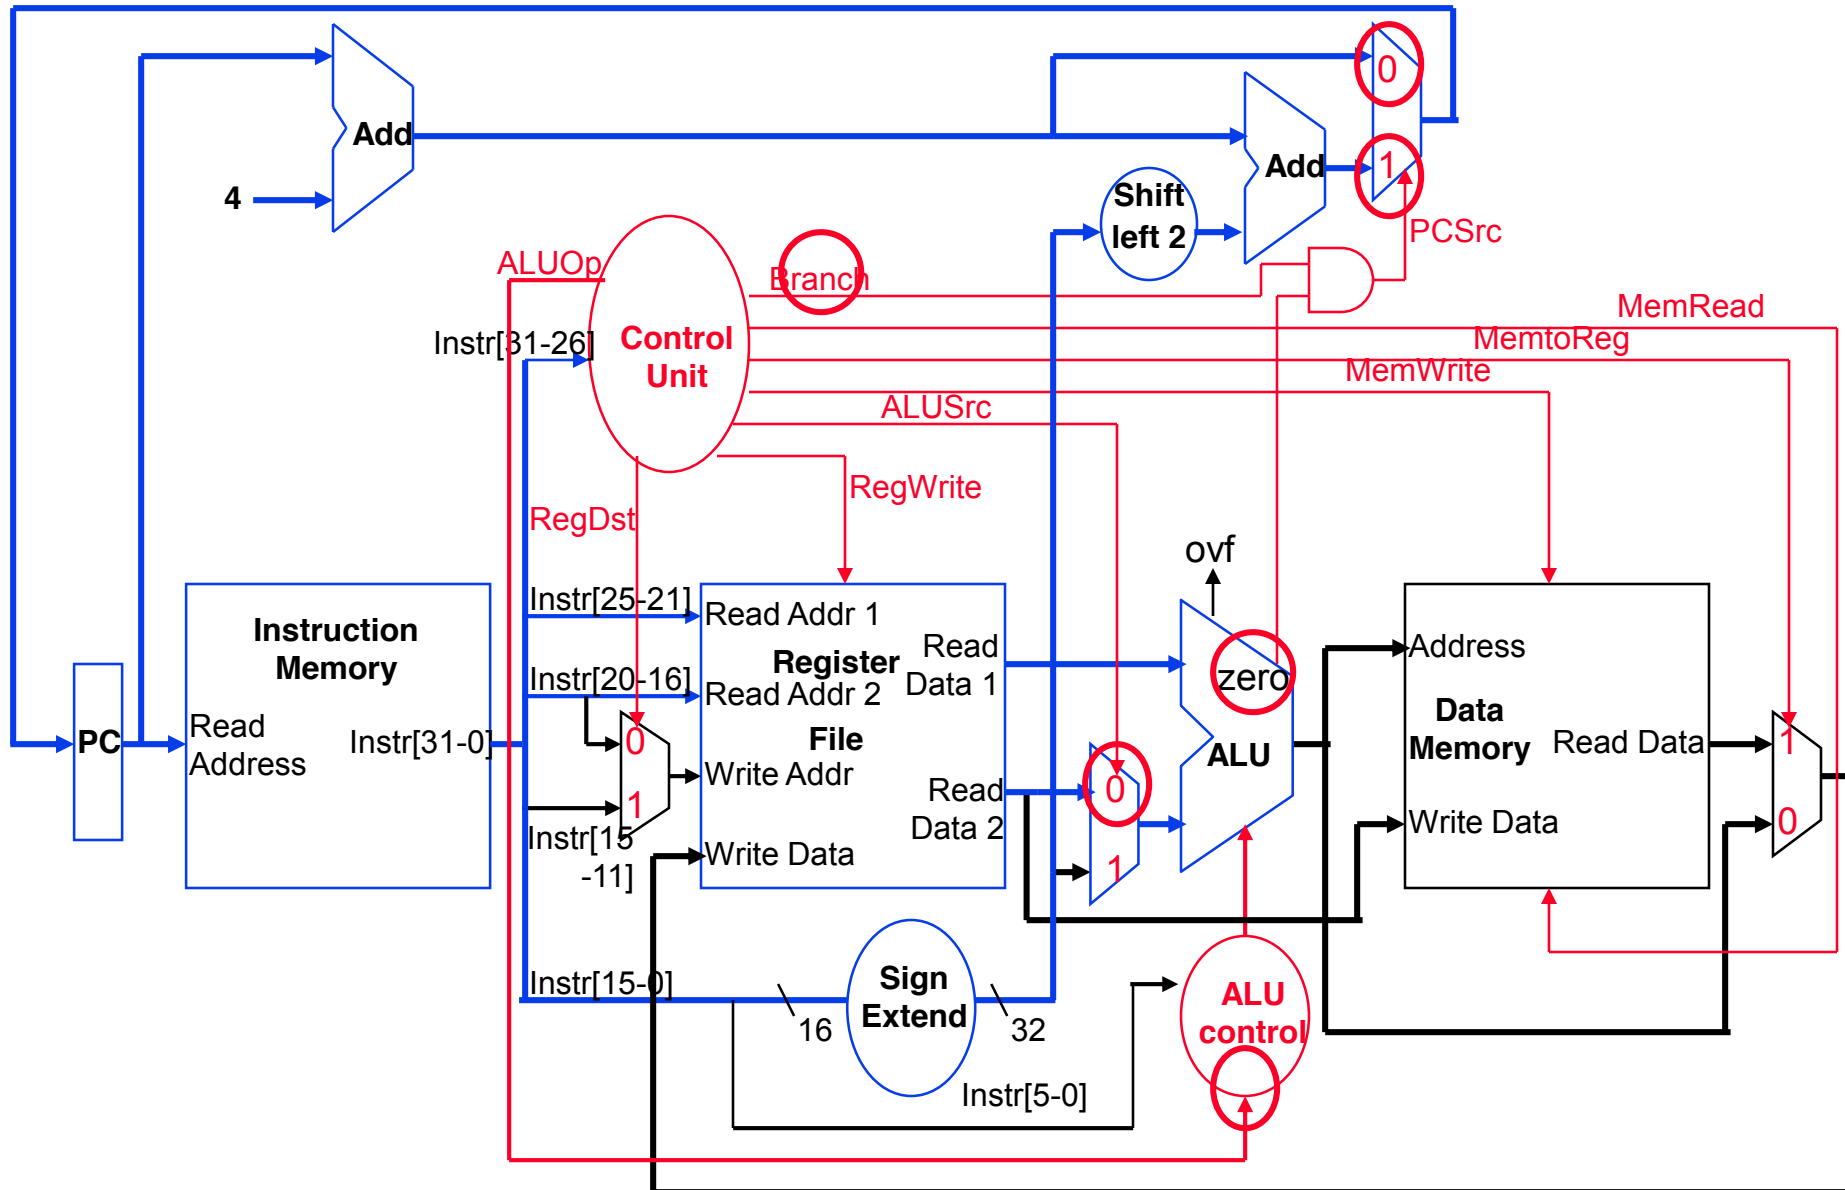 0
Add
1
Add
Shift
left 2
4
PCSrc
ALUOp
Branch
MemRead
Control
Unit
Instr[31-26]
MemtoReg
MemWrite
ALUSrc
RegWrite
RegDst
ovf
Instr[25-21]
Read Addr 1
Instruction
Memory
Register
Read
Data 1
Address
Instr[20-16]
Read Addr 2
zero
Data
Memory
PC
Read
Address
Instr[31-0]
0
File
ALU
Read Data
1
Write Addr
Read
Data 2
0
1
Instr[15
-11]
Write Data
1
Write Data
0
Instr[15-0]
Sign
Extend
16
32
ALU
control
Instr[5-0]